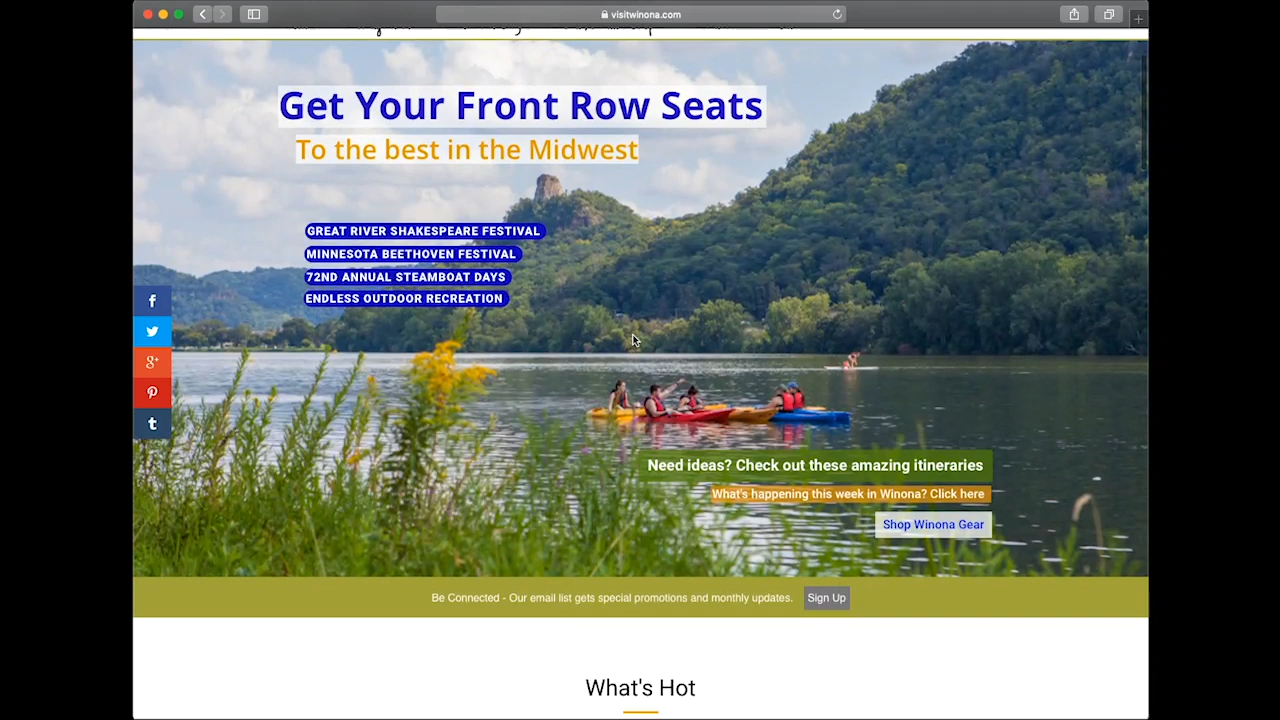 visitwinona.com
Get Your Front Row Seats
To the best in the Midwest
GREAT RIVER SHAKESPEARE FESTIVAL
MINNESOTA BEETHOVEN FESTIVAL
72ND ANNUAL STEAMBOAT DAYS
ENDLESS OUTDOOR RECREATION
f
g+
t
Need ideas? Check out these amazing itineraries
What's happening this week in Winona? Click here
Shop Winona Gear
Be Connected - Our email list gets special promotions and monthly updates. Sign Up
What's Hot